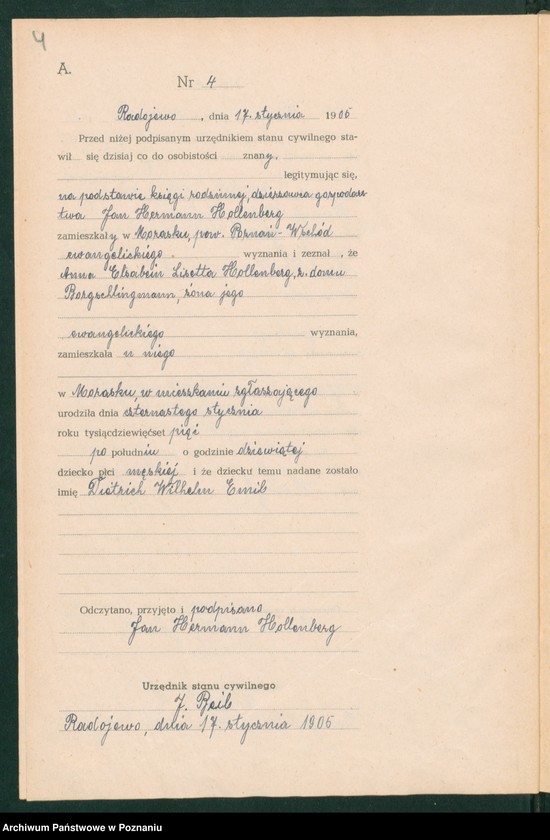 4
A.
Nr 4
Radojewo, dnia 17. stycznia 1905
Przed niżej podpisanym urzędnikiem stanu cywilnego sta-
wił się dzisiaj co do osobistości znany,
legitymując się,
na podstawie księgi rodzinnej, dzierżawca gospodars-
twa Jan Hermann Hollenberg
zamieszkały w Morasku, pow. Poznań-Wschód
ewangelickiego wyznania i zeznał, że
Anna Elsabein Lisetta Hollenberg, z domu
Borgschlingmann, żona jego
ewangelickiego wyznania,
zamieszkała u niego
w Morasku, w mieszkaniu zgłaszającego
urodziła dnia czternastego stycznia
roku tysiącdziewięćset pięć
po południu o godzinie dziewiątej
dziecko płci męskiej i że dziecku temu nadane zostało
imię Dietrich Wilhelm Emil
Odczytano, przyjęto i podpisano
Jan Hermann Hollenberg
Urzędnik stanu cywilnego
J. Beib
Radojewo, dnia 17. stycznia 1905
Archiwum Państwowe w Poznaniu